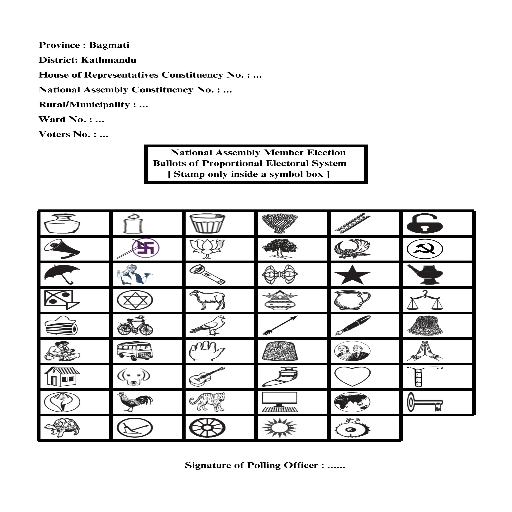 Province : Bagmati
District: Kathmandu
House of Representatives Constituency No. : ...
National Assembly Constituency No. : ...
Rural/Municipality : ...
Ward No. : ...
Voters No. : ...
National Assembly Member Election
Ballots of Proportional Electoral System
[ Stamp only inside a symbol box ]
Signature of Polling Officer : ......